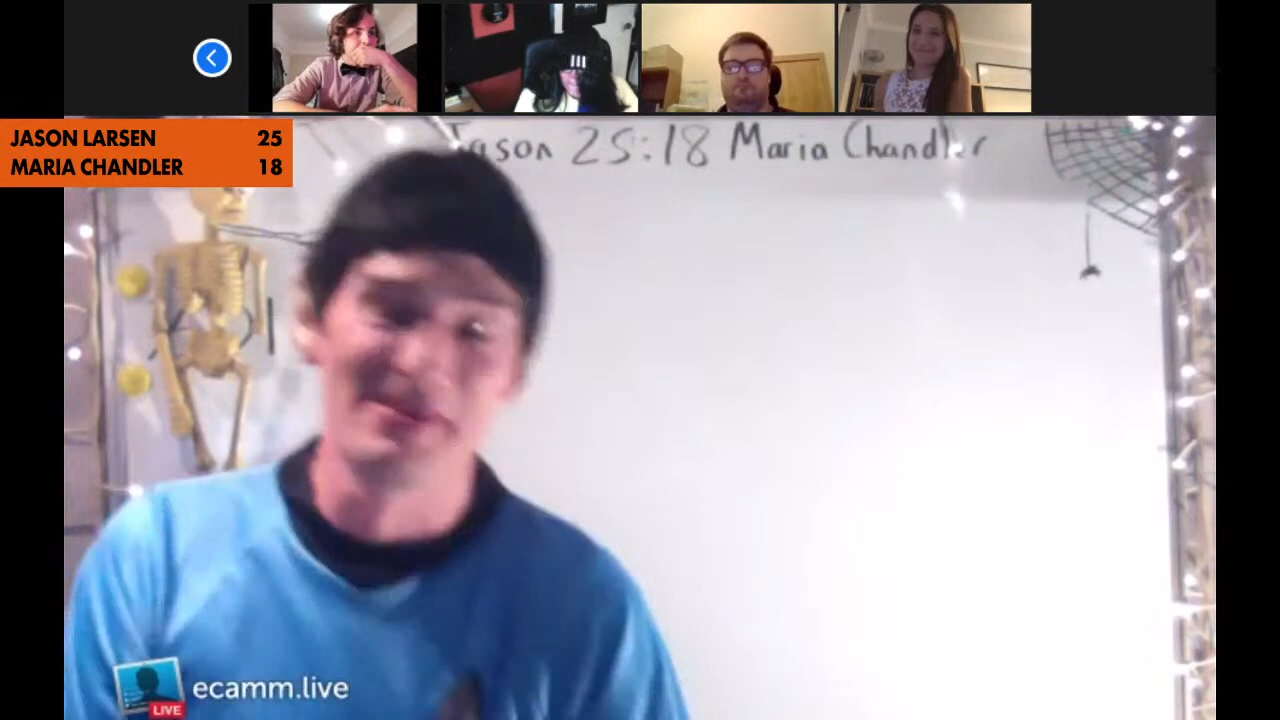 JASON LARSEN 25
MARIA CHANDLER 18
Jason 25:18 Maria Chandler
ecamm.live
LIVE